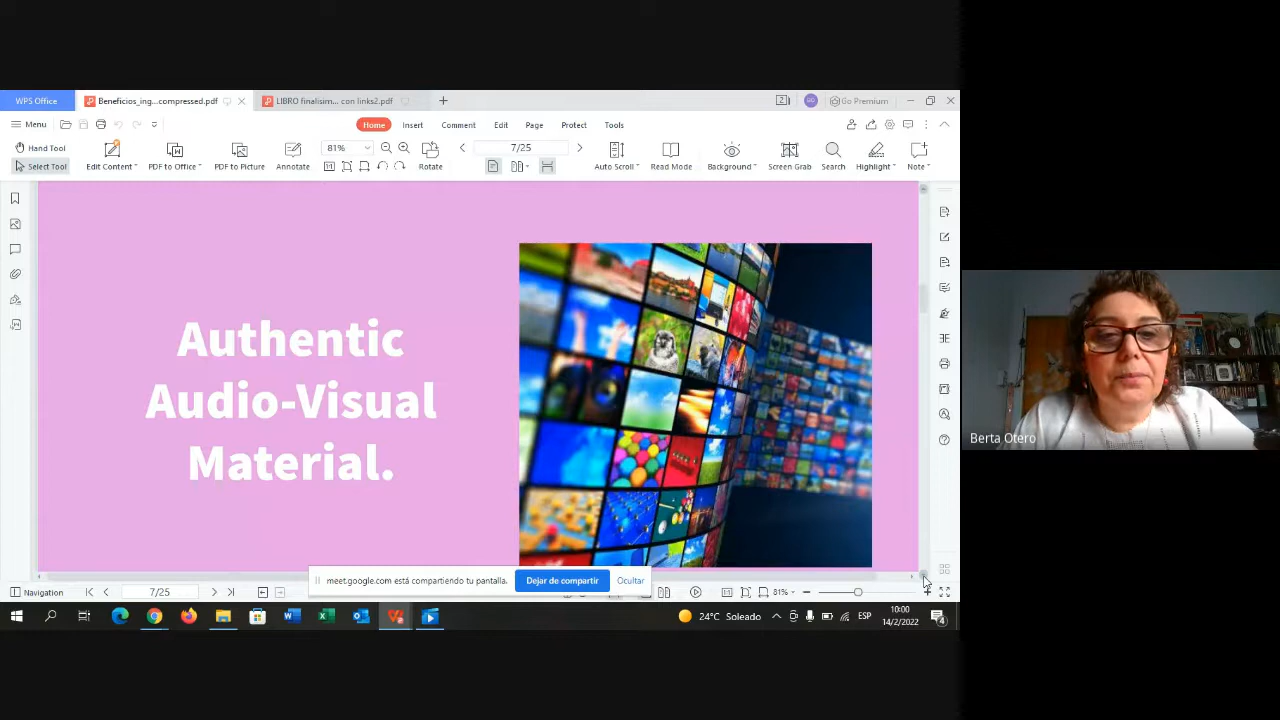 WPS Office
Beneficios_ing...compressed.pdf
LIBRO finalisim... con links2.pdf
2
Go Premium
Menu
Home
Insert
Comment
Edit
Page
Protect
Tools
Hand Tool
Select Tool
Edit Content
PDF to Office
PDF to Picture
Annotate
81%
Rotate
7/25
Auto Scroll
Read Mode
Background
Screen Grab
Search
Highlight
Note
Authentic
Audio-Visual
Material.
Berta Otero
meet.google.com está compartiendo tu pantalla.
Dejar de compartir
Ocultar
Navigation
7/25
81%
24°C Soleado
ESP
10:00
14/2/2022
4